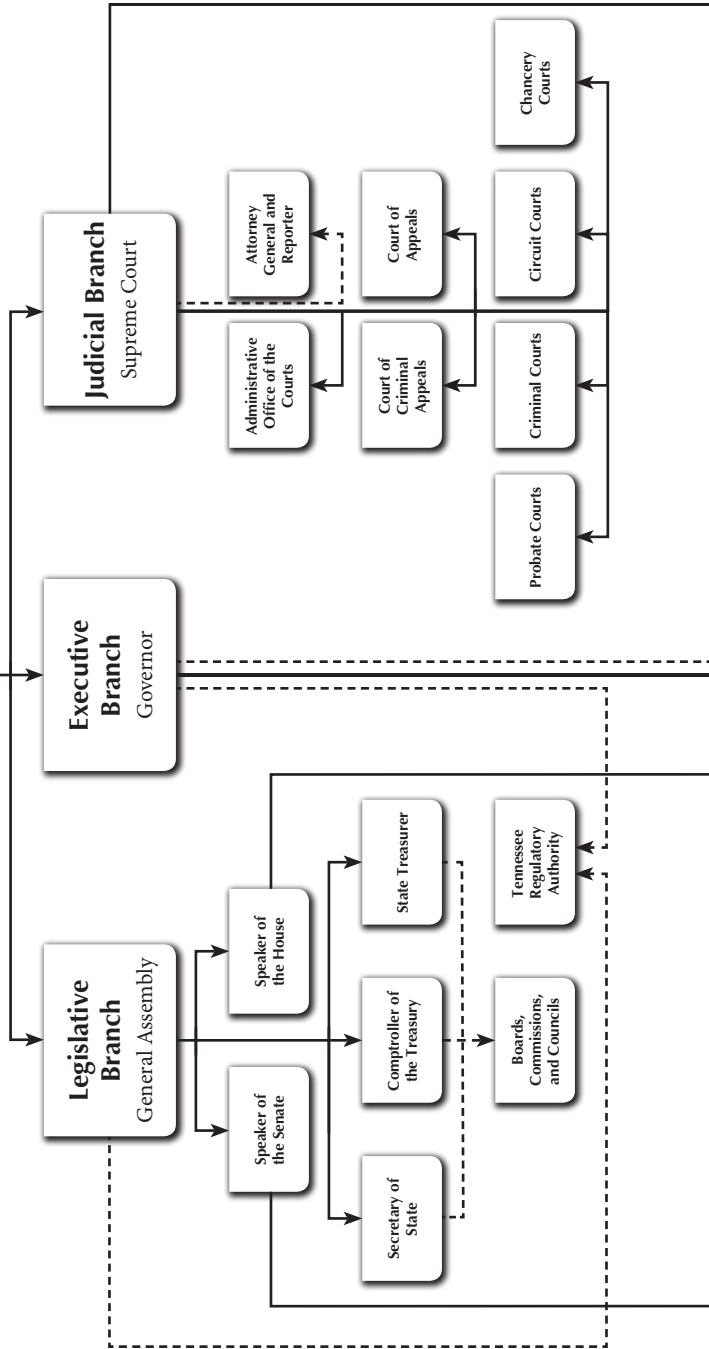 Legislative
Branch
General Assembly
Executive
Branch
Governor
Judicial Branch
Supreme Court
Speaker of
the Senate
Speaker of
the House
Administrative
Office of the
Courts
Attorney
General and
Reporter
Secretary of
State
Comptroller of
the Treasury
State Treasurer
Court of
Criminal
Appeals
Court of
Appeals
Boards,
Commissions,
and Councils
Tennessee
Regulatory
Authority
Probate Courts
Criminal Courts
Circuit Courts
Chancery
Courts